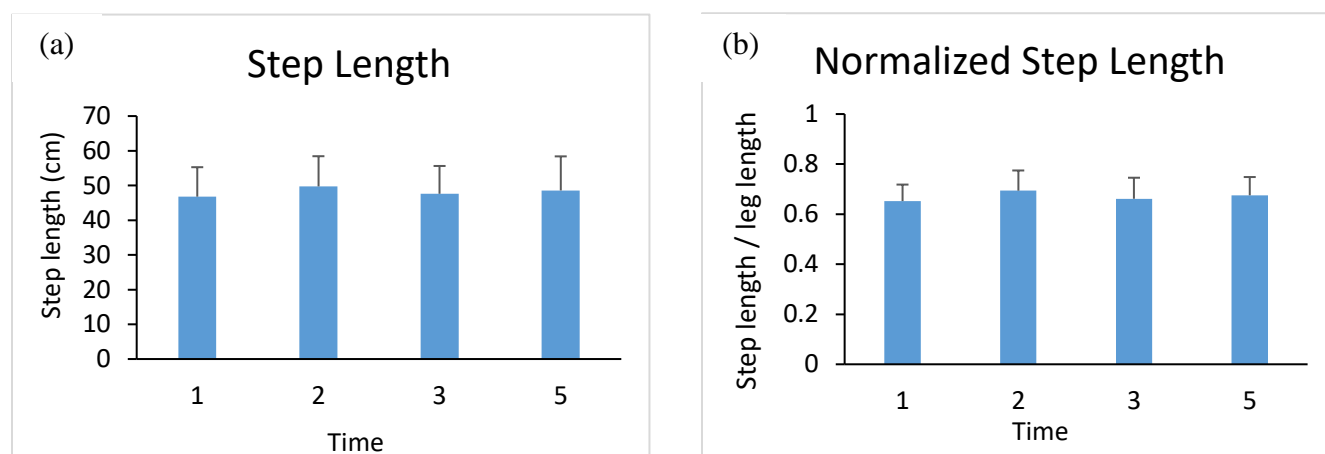 (a)
Step Length
Step length (cm)
70
60
50
40
30
20
10
0
1 2 3 5
Time
(b)
Normalized Step Length
Step length / leg length
1
0.8
0.6
0.4
0.2
0
1 2 3 5
Time